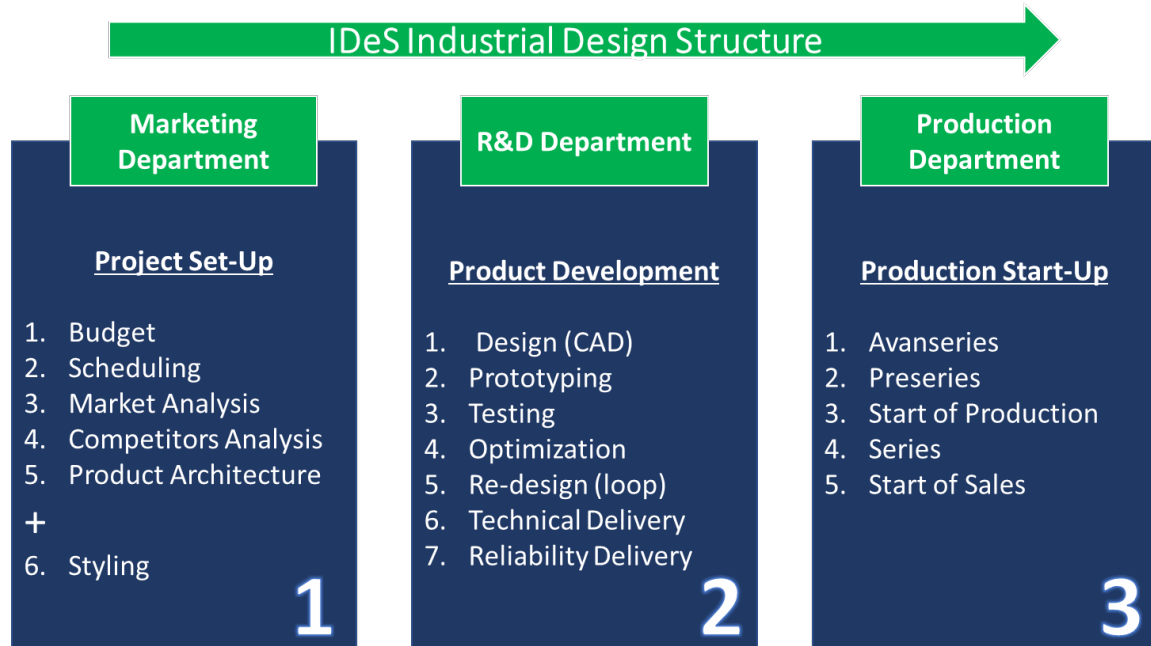 IDeS Industrial Design Structure
Marketing
Department
Project Set-Up
1. Budget
2. Scheduling
3. Market Analysis
4. Competitors Analysis
5. Product Architecture
+
6. Styling
1
R&D Department
Product Development
1. Design (CAD)
2. Prototyping
3. Testing
4. Optimization
5. Re-design (loop)
6. Technical Delivery
7. Reliability Delivery
2
Production
Department
Production Start-Up
1. Avanseries
2. Preseries
3. Start of Production
4. Series
5. Start of Sales
3